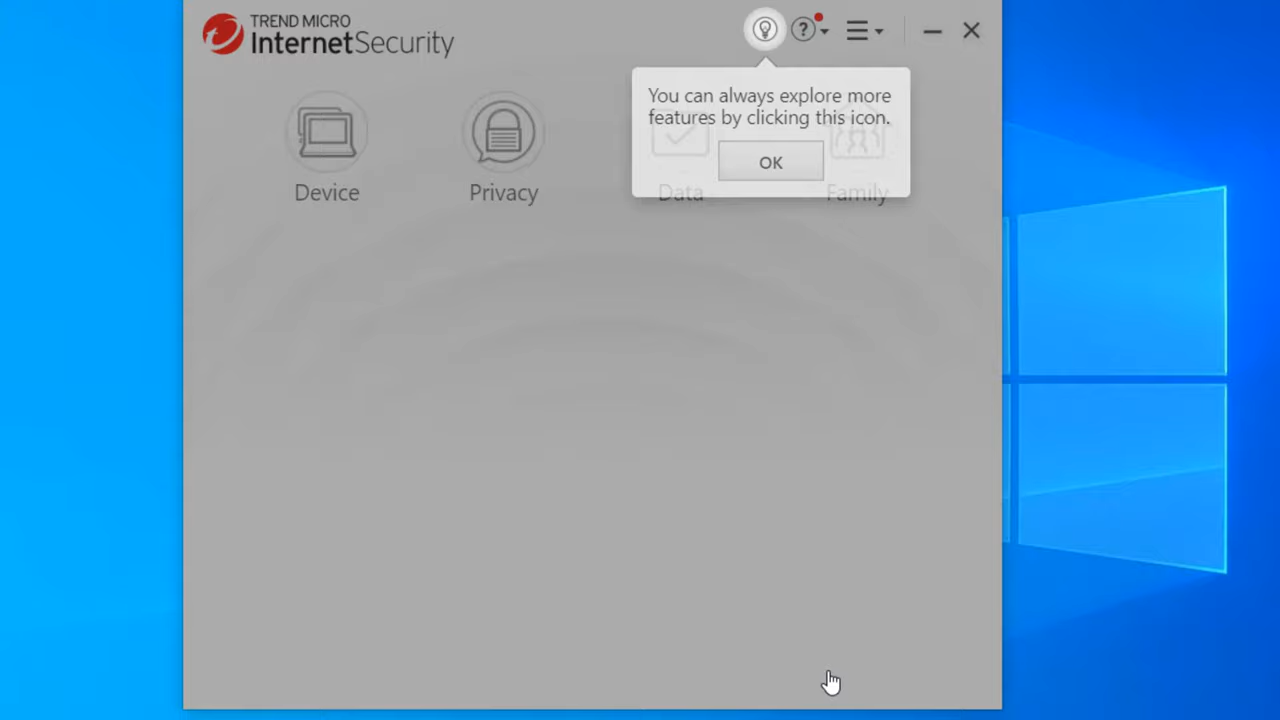 TREND MICRO
InternetSecurity
You can always explore more
features by clicking this icon.
OK
Device
Privacy
Data
Family